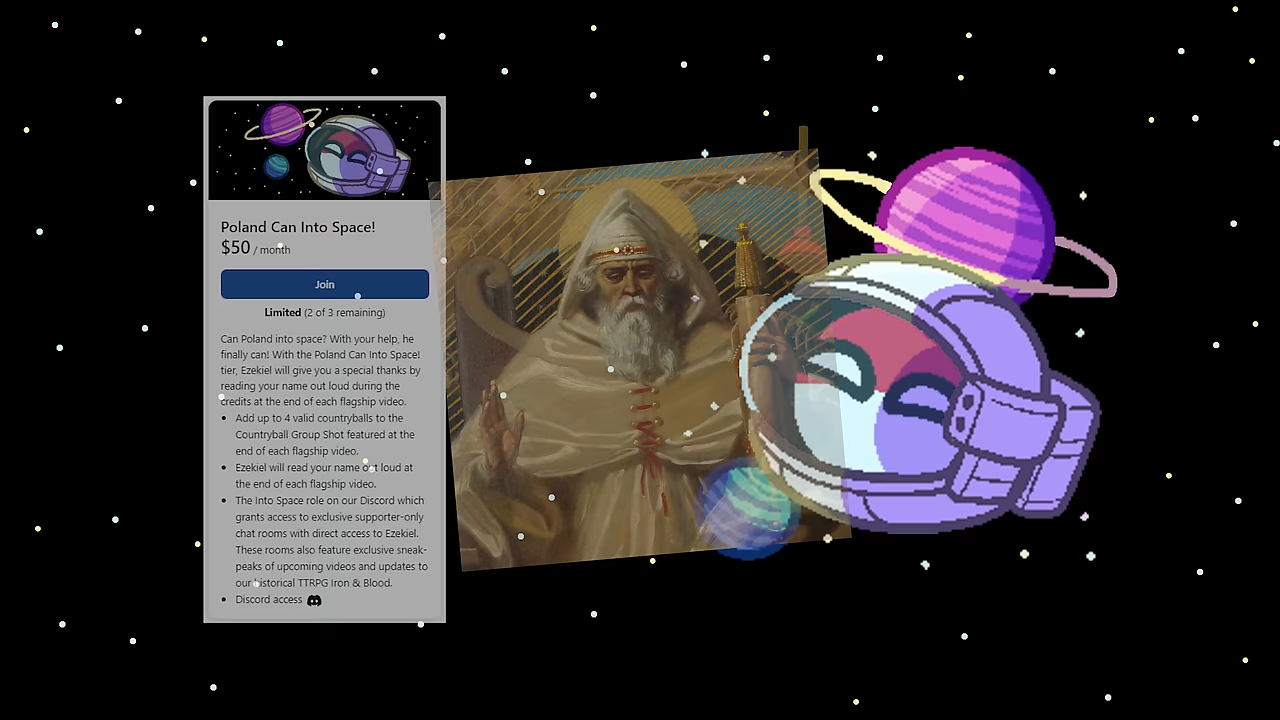 Poland Can Into Space!
$50 / month
Join
Limited (2 of 3 remaining)
Can Poland into space? With your help, he
finally can! With the Poland Can Into Space!
tier, Ezekiel will give you a special thanks by
reading your name out loud during the
credits at the end of each flagship video.
Add up to 4 valid countryballs to the
Countryball Group Shot featured at the
end of each flagship video.
Ezekiel will read your name out loud at
the end of each flagship video.
The Into Space role on our Discord which
grants access to exclusive supporter-only
chat rooms with direct access to Ezekiel.
These rooms also feature exclusive sneak-
peaks of upcoming videos and updates to
our historical TTRPG Iron & Blood.
Discord access